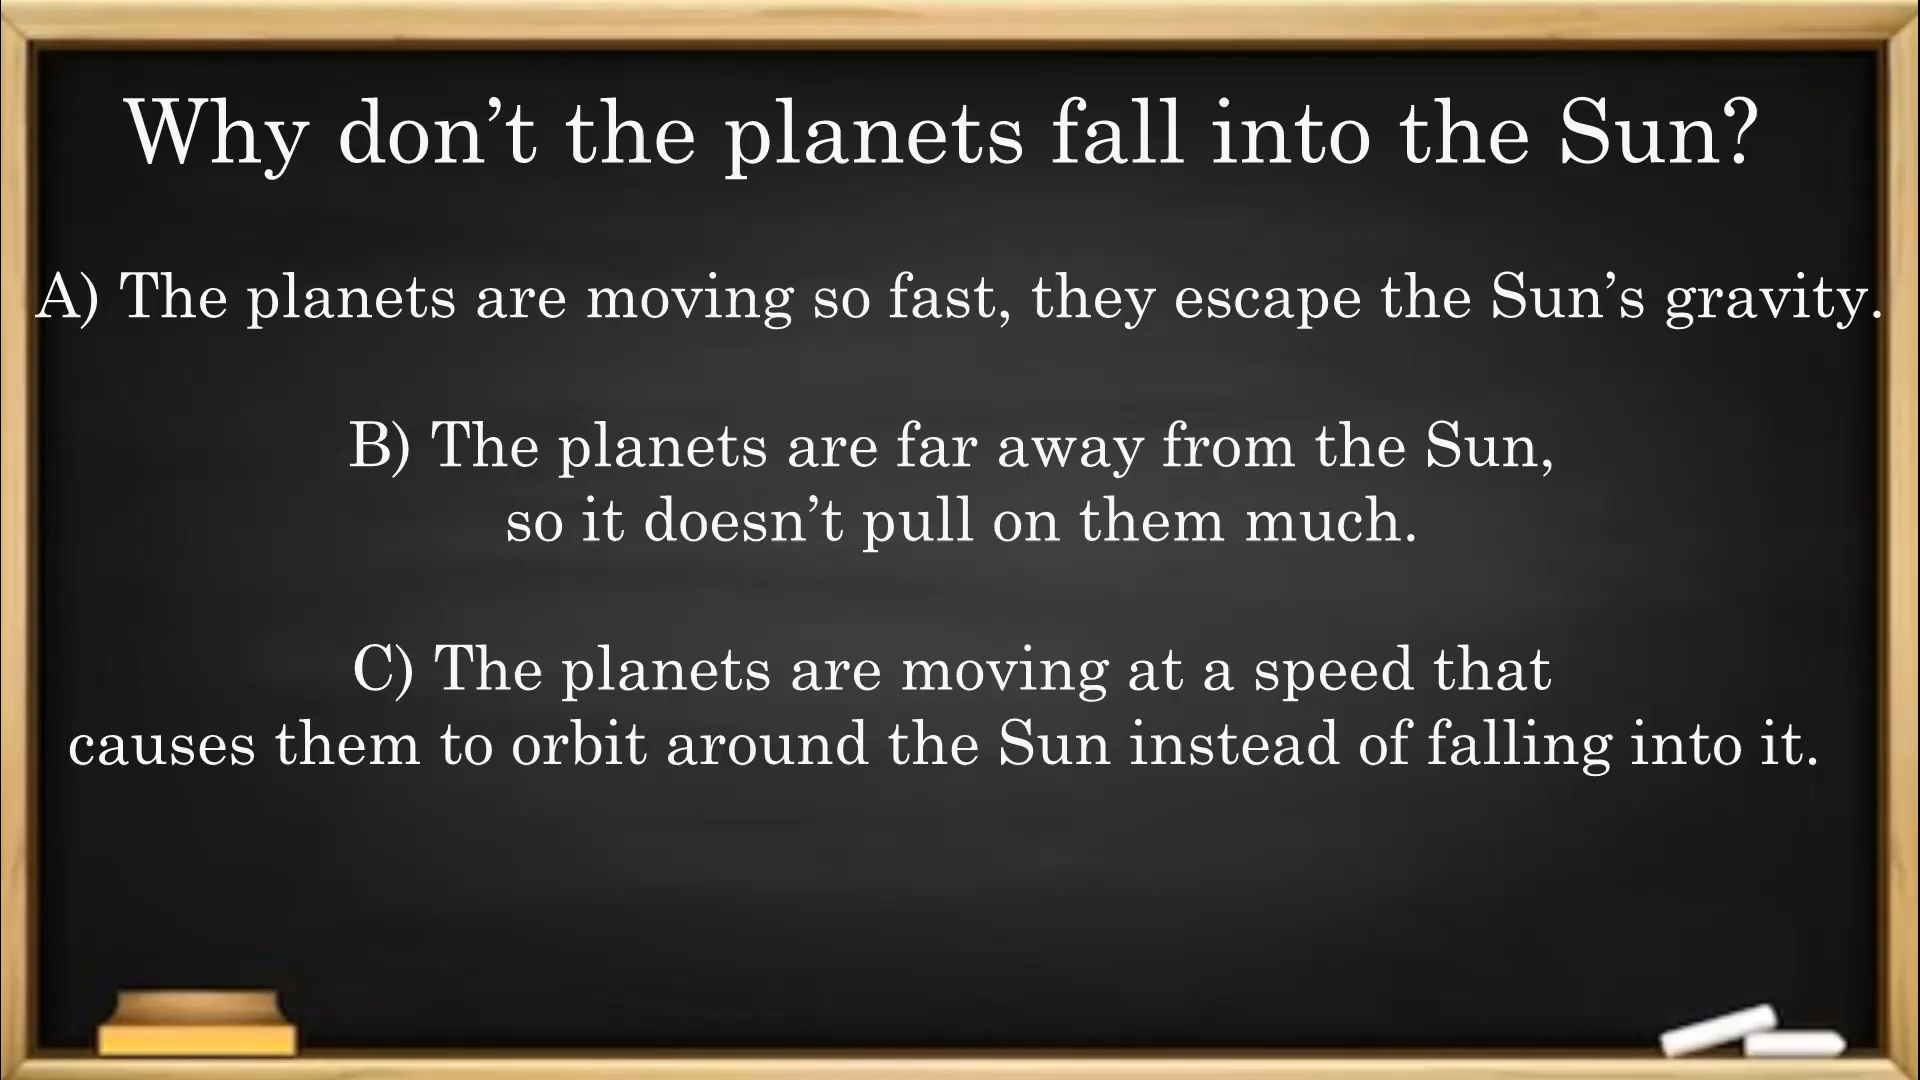 Why don’t the planets fall into the Sun?
A) The planets are moving so fast, they escape the Sun’s gravity.
B) The planets are far away from the Sun,
so it doesn’t pull on them much.
C) The planets are moving at a speed that
causes them to orbit around the Sun instead of falling into it.